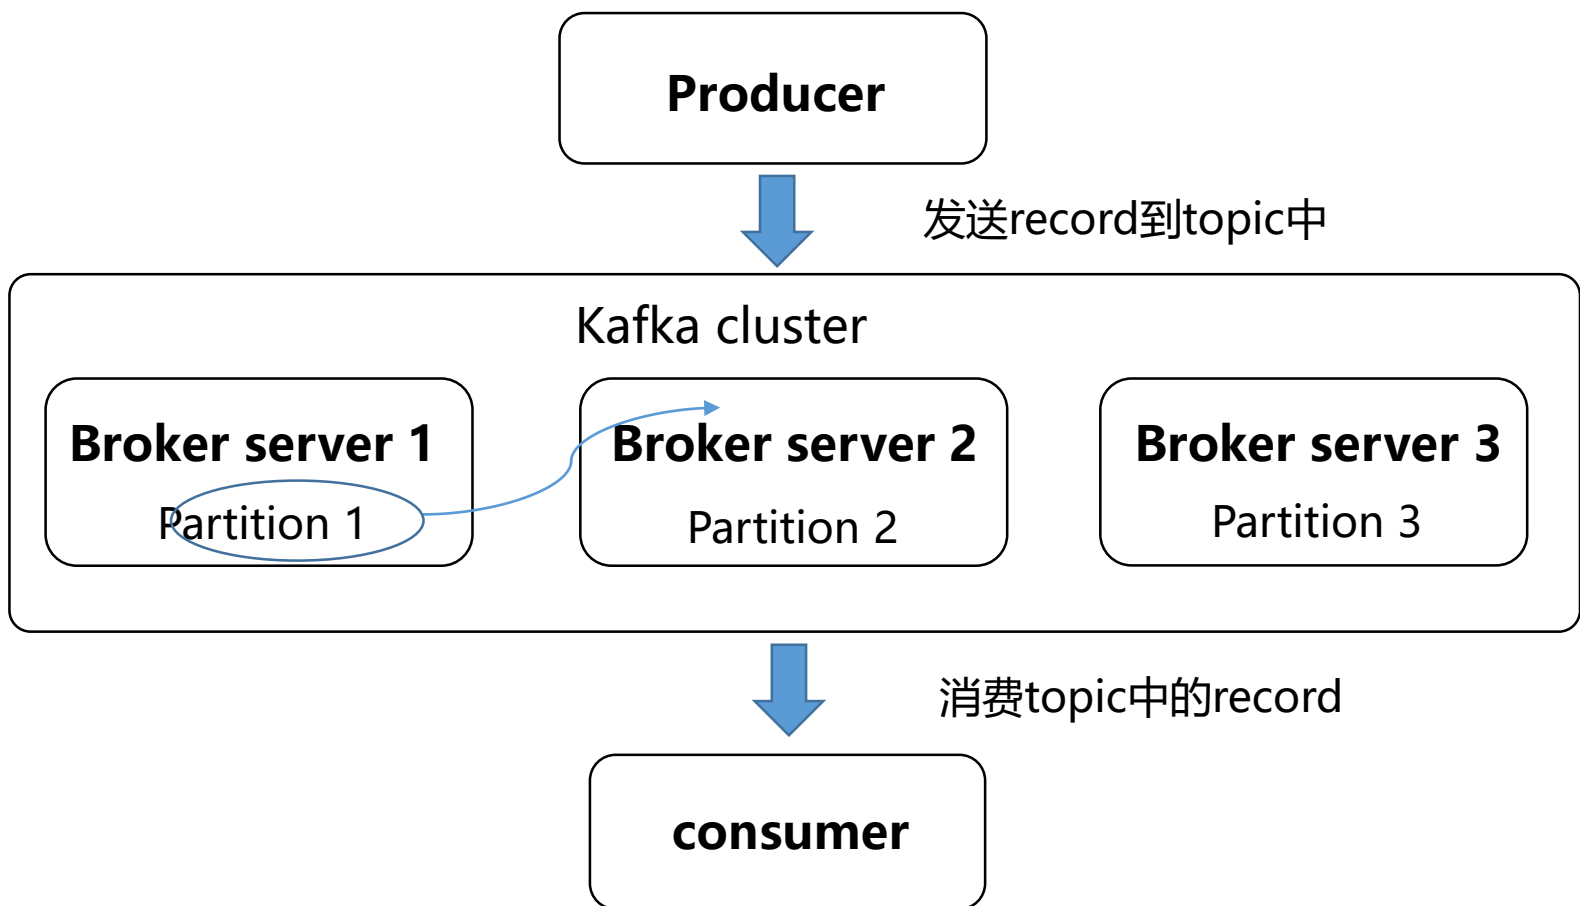 Producer
发送record到topic中
Kafka cluster
Broker server 1
Partition 1
Broker server 2
Partition 2
Broker server 3
Partition 3
消费topic中的record
consumer